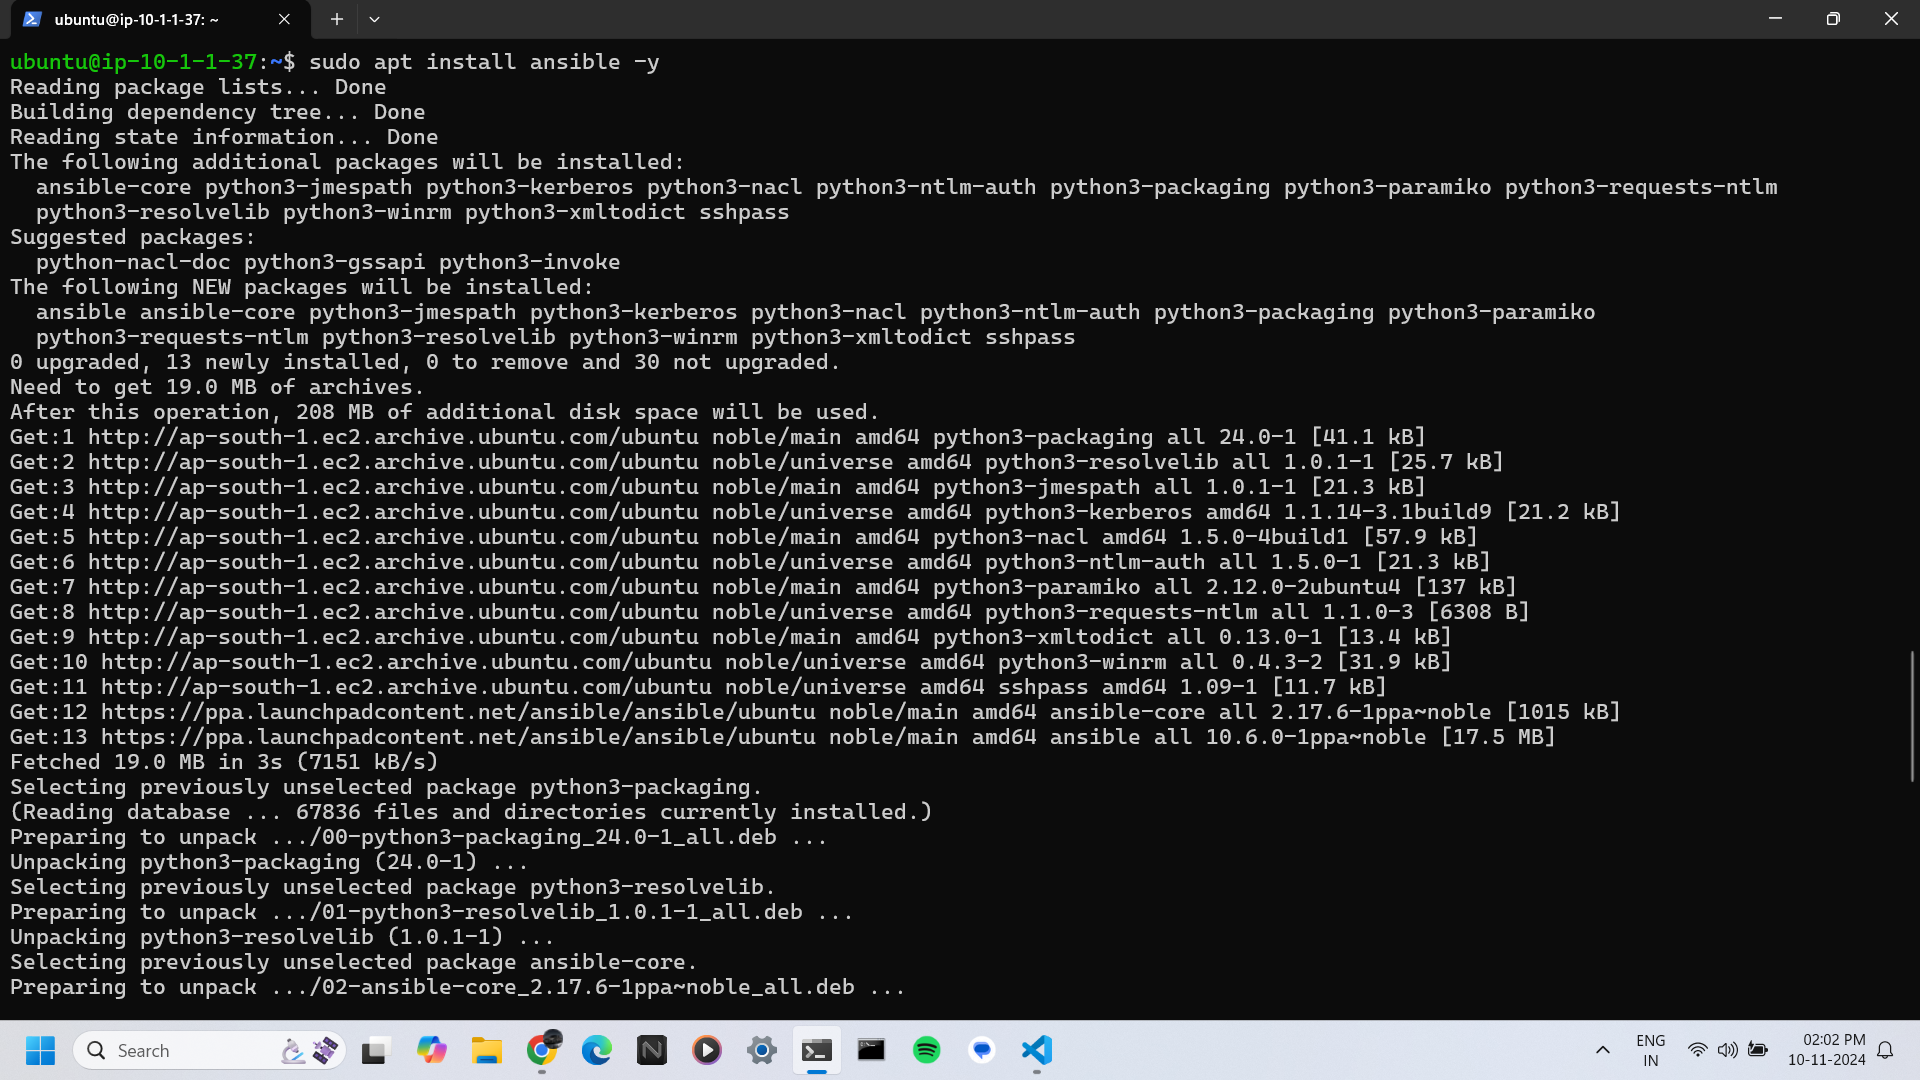 ubuntu@ip-10-1-1-37: ~
ubuntu@ip-10-1-1-37:~$ sudo apt install ansible -y
Reading package lists... Done
Building dependency tree... Done
Reading state information... Done
The following additional packages will be installed:
  ansible-core python3-jmespath python3-kerberos python3-nacl python3-ntlm-auth python3-packaging python3-paramiko python3-requests-ntlm
  python3-resolvelib python3-winrm python3-xmltodict sshpass
Suggested packages:
  python-nacl-doc python3-gssapi python3-invoke
The following NEW packages will be installed:
  ansible ansible-core python3-jmespath python3-kerberos python3-nacl python3-ntlm-auth python3-packaging python3-paramiko
  python3-requests-ntlm python3-resolvelib python3-winrm python3-xmltodict sshpass
0 upgraded, 13 newly installed, 0 to remove and 30 not upgraded.
Need to get 19.0 MB of archives.
After this operation, 208 MB of additional disk space will be used.
Get:1 http://ap-south-1.ec2.archive.ubuntu.com/ubuntu noble/main amd64 python3-packaging all 24.0-1 [41.1 kB]
Get:2 http://ap-south-1.ec2.archive.ubuntu.com/ubuntu noble/universe amd64 python3-resolvelib all 1.0.1-1 [25.7 kB]
Get:3 http://ap-south-1.ec2.archive.ubuntu.com/ubuntu noble/main amd64 python3-jmespath all 1.0.1-1 [21.3 kB]
Get:4 http://ap-south-1.ec2.archive.ubuntu.com/ubuntu noble/universe amd64 python3-kerberos amd64 1.1.14-3.1build9 [21.2 kB]
Get:5 http://ap-south-1.ec2.archive.ubuntu.com/ubuntu noble/main amd64 python3-nacl amd64 1.5.0-4build1 [57.9 kB]
Get:6 http://ap-south-1.ec2.archive.ubuntu.com/ubuntu noble/universe amd64 python3-ntlm-auth all 1.5.0-1 [21.3 kB]
Get:7 http://ap-south-1.ec2.archive.ubuntu.com/ubuntu noble/main amd64 python3-paramiko all 2.12.0-2ubuntu4 [137 kB]
Get:8 http://ap-south-1.ec2.archive.ubuntu.com/ubuntu noble/universe amd64 python3-requests-ntlm all 1.1.0-3 [6308 B]
Get:9 http://ap-south-1.ec2.archive.ubuntu.com/ubuntu noble/main amd64 python3-xmltodict all 0.13.0-1 [13.4 kB]
Get:10 http://ap-south-1.ec2.archive.ubuntu.com/ubuntu noble/universe amd64 python3-winrm all 0.4.3-2 [31.9 kB]
Get:11 http://ap-south-1.ec2.archive.ubuntu.com/ubuntu noble/universe amd64 sshpass amd64 1.09-1 [11.7 kB]
Get:12 https://ppa.launchpadcontent.net/ansible/ansible/ubuntu noble/main amd64 ansible-core all 2.17.6-1ppa~noble [1015 kB]
Get:13 https://ppa.launchpadcontent.net/ansible/ansible/ubuntu noble/main amd64 ansible all 10.6.0-1ppa~noble [17.5 MB]
Fetched 19.0 MB in 3s (7151 kB/s)
Selecting previously unselected package python3-packaging.
(Reading database ... 67836 files and directories currently installed.)
Preparing to unpack .../00-python3-packaging_24.0-1_all.deb ...
Unpacking python3-packaging (24.0-1) ...
Selecting previously unselected package python3-resolvelib.
Preparing to unpack .../01-python3-resolvelib_1.0.1-1_all.deb ...
Unpacking python3-resolvelib (1.0.1-1) ...
Selecting previously unselected package ansible-core.
Preparing to unpack .../02-ansible-core_2.17.6-1ppa~noble_all.deb ...
Search
ENG
IN
02:02 PM
10-11-2024